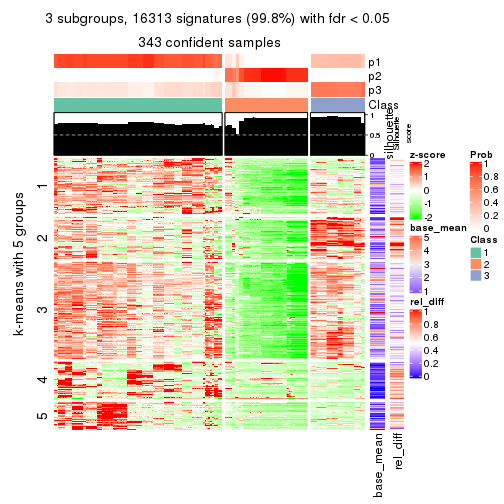 3 subgroups, 16313 signatures (99.8%) with fdr < 0.05
343 confident samples
p1
p2
p3
Class
1
0.5
0
silhouette
Silhouette
score
k-means with 5 groups
1
2
3
4
5
base_mean
rel_diff
z-score
2
1
0
-1
-2
base_mean
5
4
3
2
1
rel_diff
1
0.8
0.6
0.4
0.2
0
Prob
1
0.8
0.6
0.4
0.2
0
Class
1
2
3